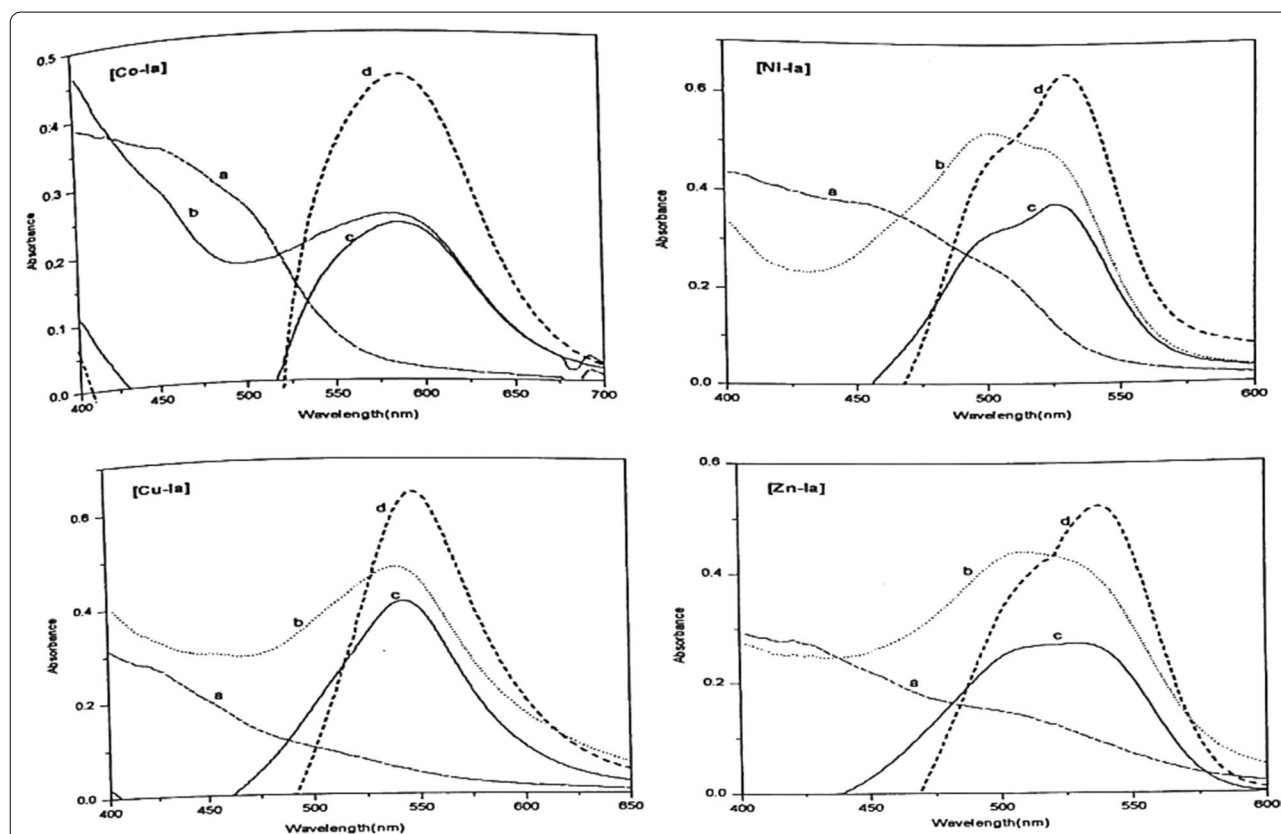 [Co-Ia]
0.5
0.4
0.3
0.2
0.1
0.0
Absorbance
a
b
c
d
400 450 500 550 600 650 700
Wavelength(nm)
[Ni-Ia]
0.6
0.4
0.2
0.0
Absorbance
a
b
c
d
400 450 500 550 600
Wavelength(nm)
[Cu-Ia]
0.6
0.4
0.2
0.0
Absorbance
a
b
c
d
400 450 500 550 600 650
Wavelength(nm)
[Zn-Ia]
0.6
0.4
0.2
0.0
Absorbance
a
b
c
d
400 450 500 550 600
Wavelength(nm)